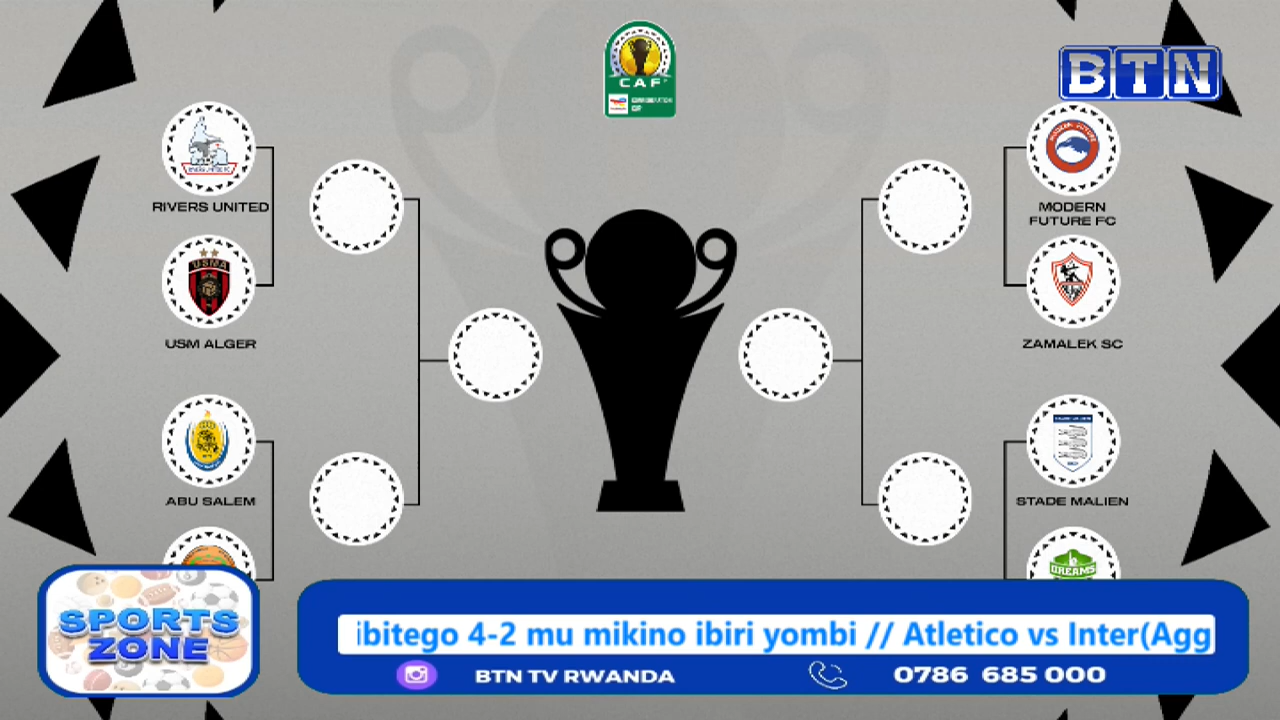 CAF
BTN
RIVERS UNITED
MODERN
FUTURE FC
USMA
USM ALGER
ZAMALEK SC
ABU SALEM
STADE MALIEN
DREAMS
SPORTS
ZONE
ibitego 4-2 mu mikino ibiri yombi // Atletico vs Inter(Agg
BTN TV RWANDA
0786 685 000